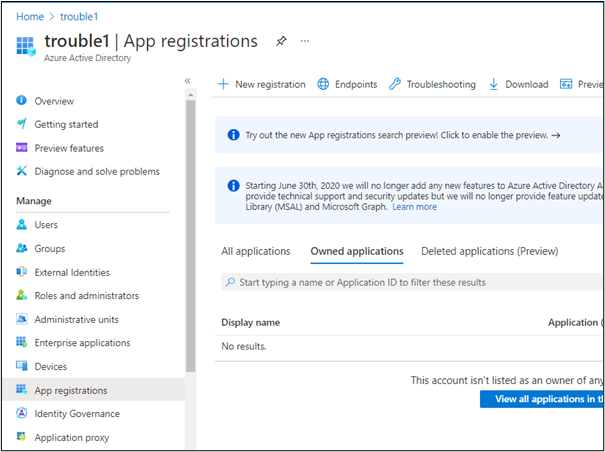 Home > trouble1
trouble1 | App registrations
...
Azure Active Directory
«
Overview
Getting started
Preview features
Diagnose and solve problems
Manage
Users
Groups
External Identities
Roles and administrators
Administrative units
Enterprise applications
Devices
App registrations
Identity Governance
Application proxy
New registration Endpoints Troubleshooting Download Previe
Try out the new App registrations search preview! Click to enable the preview. →
Starting June 30th, 2020 we will no longer add any new features to Azure Active Directory A
provide technical support and security updates but we will no longer provide feature update
Library (MSAL) and Microsoft Graph. Learn more
All applications Owned applications Deleted applications (Preview)
Start typing a name or Application ID to filter these results
Display name Application (
No results.
This account isn't listed as an owner of any
View all applications in th